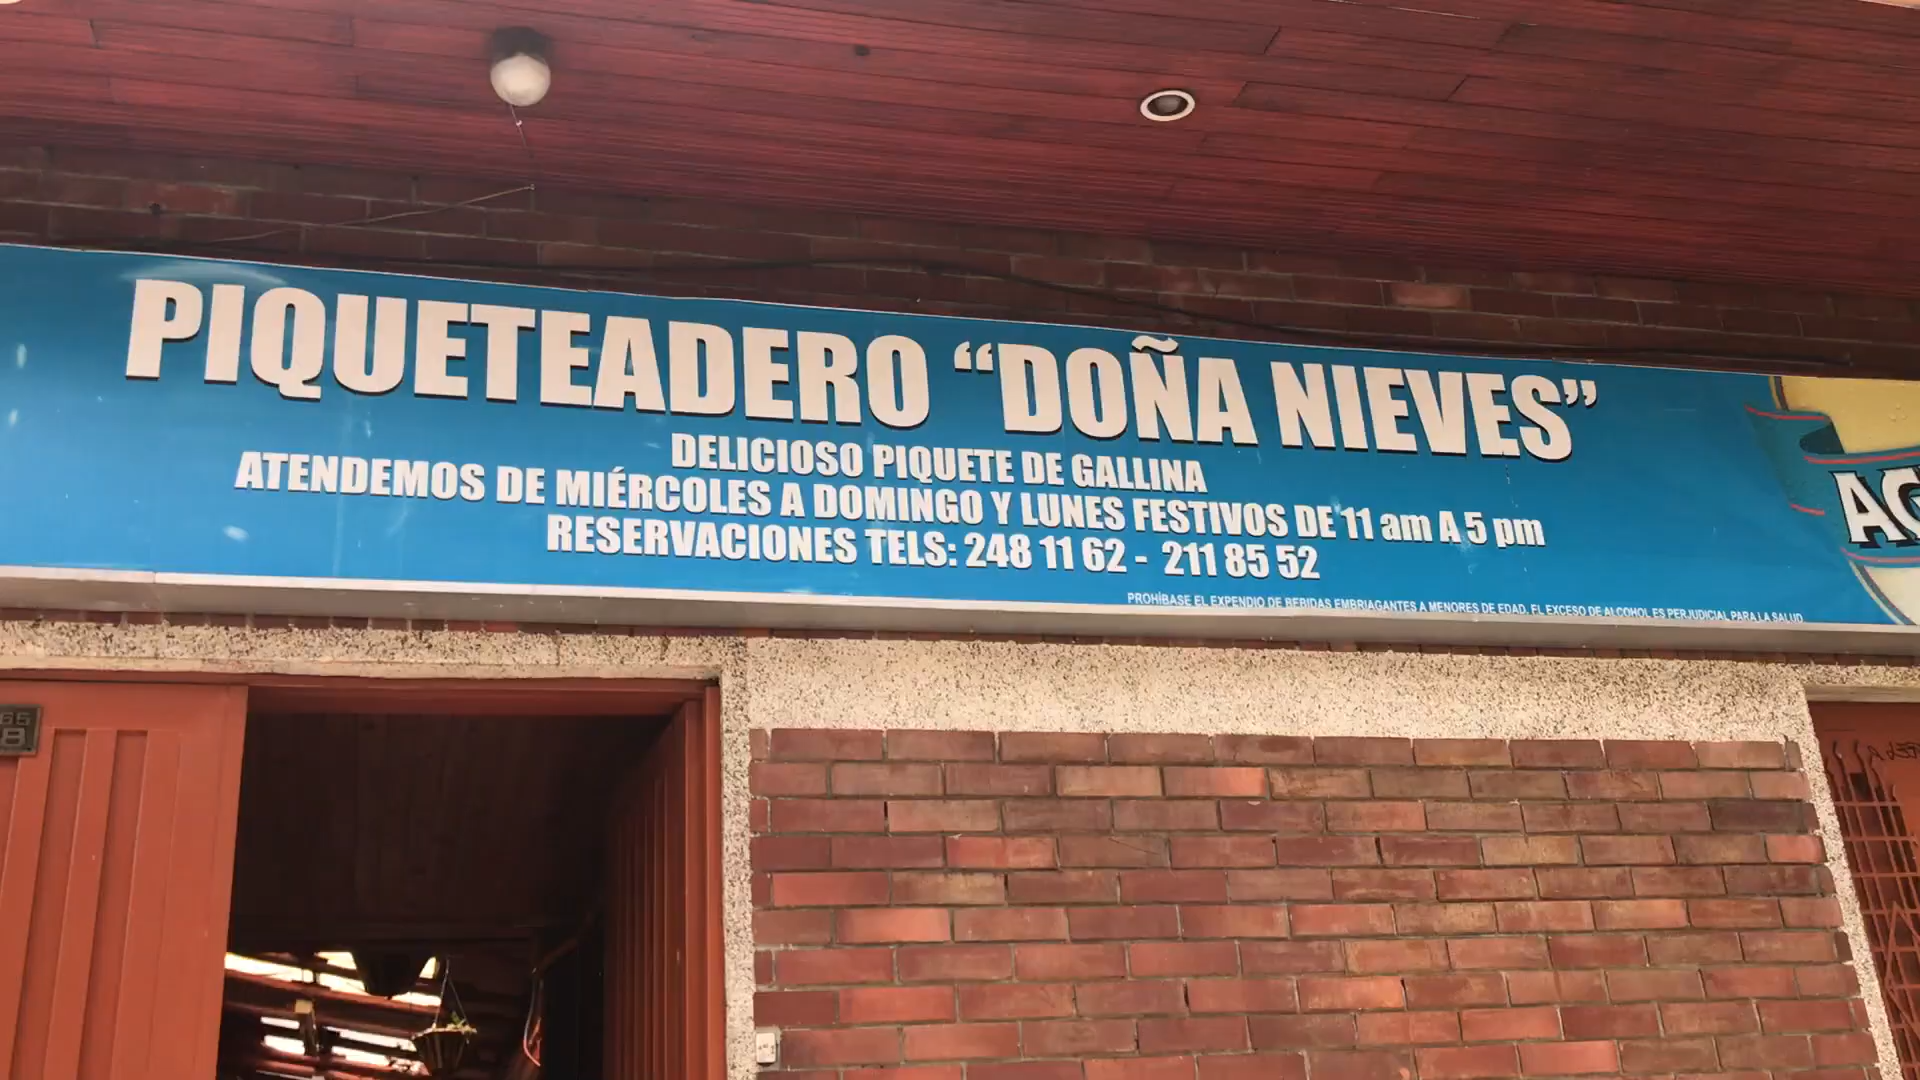 PIQUETEADERO “DOÑA NIEVES”
DELICIOSO PIQUETE DE GALLINA
ATENDEMOS DE MIÉRCOLES A DOMINGO Y LUNES FESTIVOS DE 11 am A 5 pm
RESERVACIONES TELS: 248 11 62 - 211 85 52
PROHÍBASE EL EXPENDIO DE BEBIDAS EMBRIAGANTES A MENORES DE EDAD. EL EXCESO DE ALCOHOL ES PERJUDICIAL PARA LA SALUD